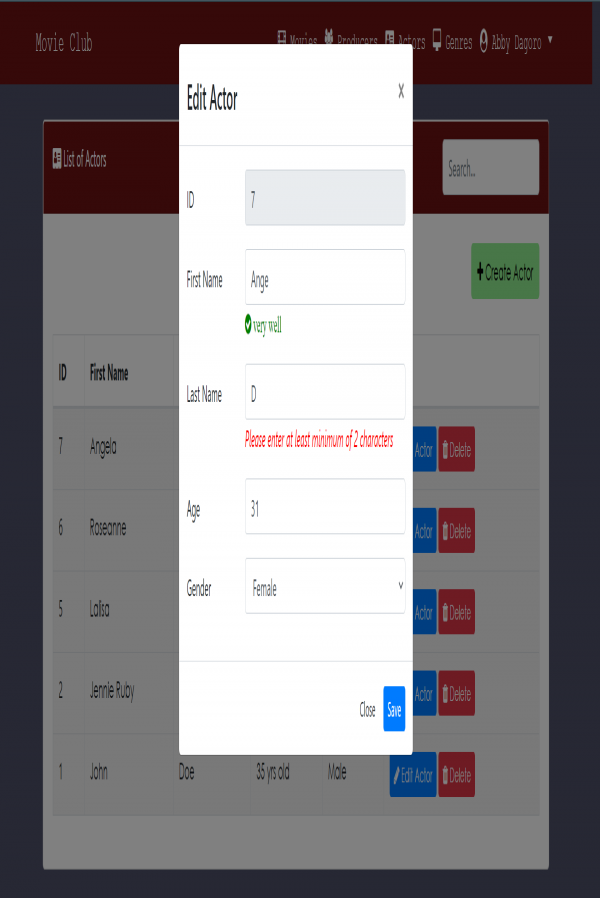 Movie Club
Movies Producers Actors Genres Abby Dagoro
Edit Actor
X
List of Actors
Search...
ID 7
Create Actor
First Name Ange
very well
ID First Name
Last Name D
Please enter at least minimum of 2 characters
7 Angela Actor Delete
Age 31
6 Roseanne Actor Delete
Gender Female
5 Lalisa Actor Delete
2 Jennie Ruby Actor Delete
Close Save
1 John Doe 35 yrs old Male Edit Actor Delete